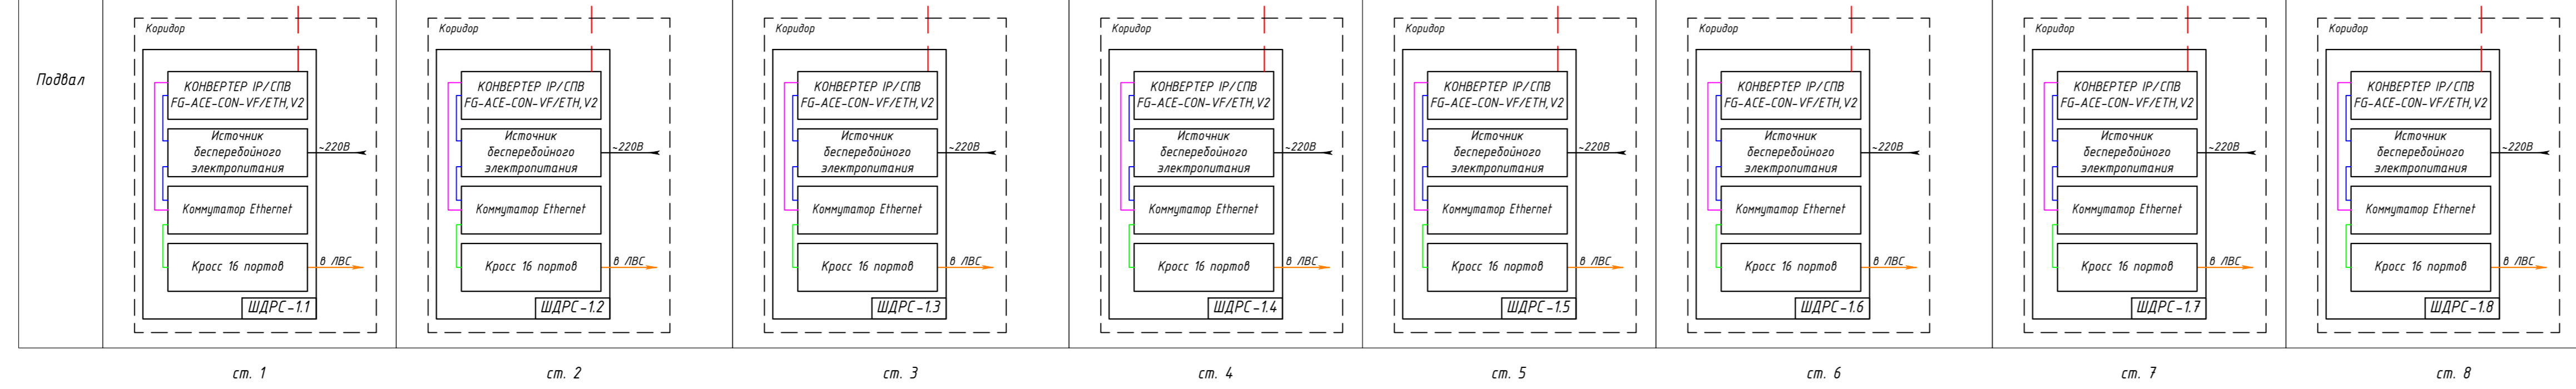 Подвал
Коридор
КОНВЕРТЕР IP/СПВ
FG-ACE-CON-VF/ETH,V2
Источник
бесперебойного
электропитания
~220В
Коммутатор Ethernet
Кросс 16 портов
в ЛВС
ШДРС-1.1
ст. 1
Коридор
КОНВЕРТЕР IP/СПВ
FG-ACE-CON-VF/ETH,V2
Источник
бесперебойного
электропитания
~220В
Коммутатор Ethernet
Кросс 16 портов
в ЛВС
ШДРС-1.2
ст. 2
Коридор
КОНВЕРТЕР IP/СПВ
FG-ACE-CON-VF/ETH,V2
Источник
бесперебойного
электропитания
~220В
Коммутатор Ethernet
Кросс 16 портов
в ЛВС
ШДРС-1.3
ст. 3
Коридор
КОНВЕРТЕР IP/СПВ
FG-ACE-CON-VF/ETH,V2
Источник
бесперебойного
электропитания
~220В
Коммутатор Ethernet
Кросс 16 портов
в ЛВС
ШДРС-1.4
ст. 4
Коридор
КОНВЕРТЕР IP/СПВ
FG-ACE-CON-VF/ETH,V2
Источник
бесперебойного
электропитания
~220В
Коммутатор Ethernet
Кросс 16 портов
в ЛВС
ШДРС-1.5
ст. 5
Коридор
КОНВЕРТЕР IP/СПВ
FG-ACE-CON-VF/ETH,V2
Источник
бесперебойного
электропитания
~220В
Коммутатор Ethernet
Кросс 16 портов
в ЛВС
ШДРС-1.6
ст. 6
Коридор
КОНВЕРТЕР IP/СПВ
FG-ACE-CON-VF/ETH,V2
Источник
бесперебойного
электропитания
~220В
Коммутатор Ethernet
Кросс 16 портов
в ЛВС
ШДРС-1.7
ст. 7
Коридор
КОНВЕРТЕР IP/СПВ
FG-ACE-CON-VF/ETH,V2
Источник
бесперебойного
электропитания
~220В
Коммутатор Ethernet
Кросс 16 портов
в ЛВС
ШДРС-1.8
ст. 8